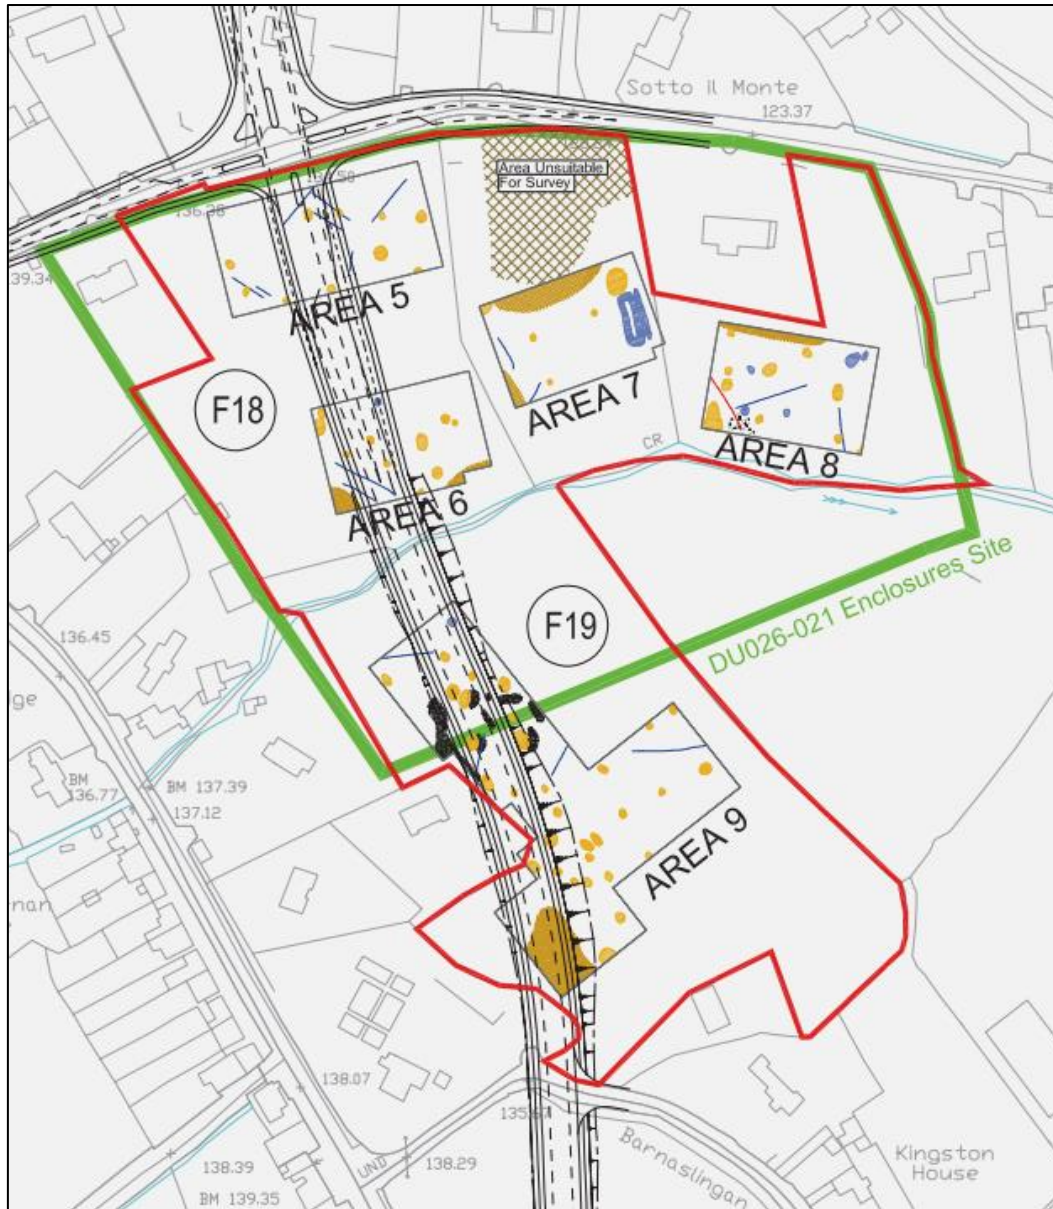 Sotto il Monte
123.37
Area Unsuitable
For Survey
136.38
139.34
AREA 5
AREA 7
F18
AREA 8
CR
AREA 6
DU026-021 Enclosures Site
F19
136.45
BM
136.77
BM 137.39
137.12
AREA 9
138.07
UND
138.29
138.39
BM 139.35
Barnaslingan
Kingston
House